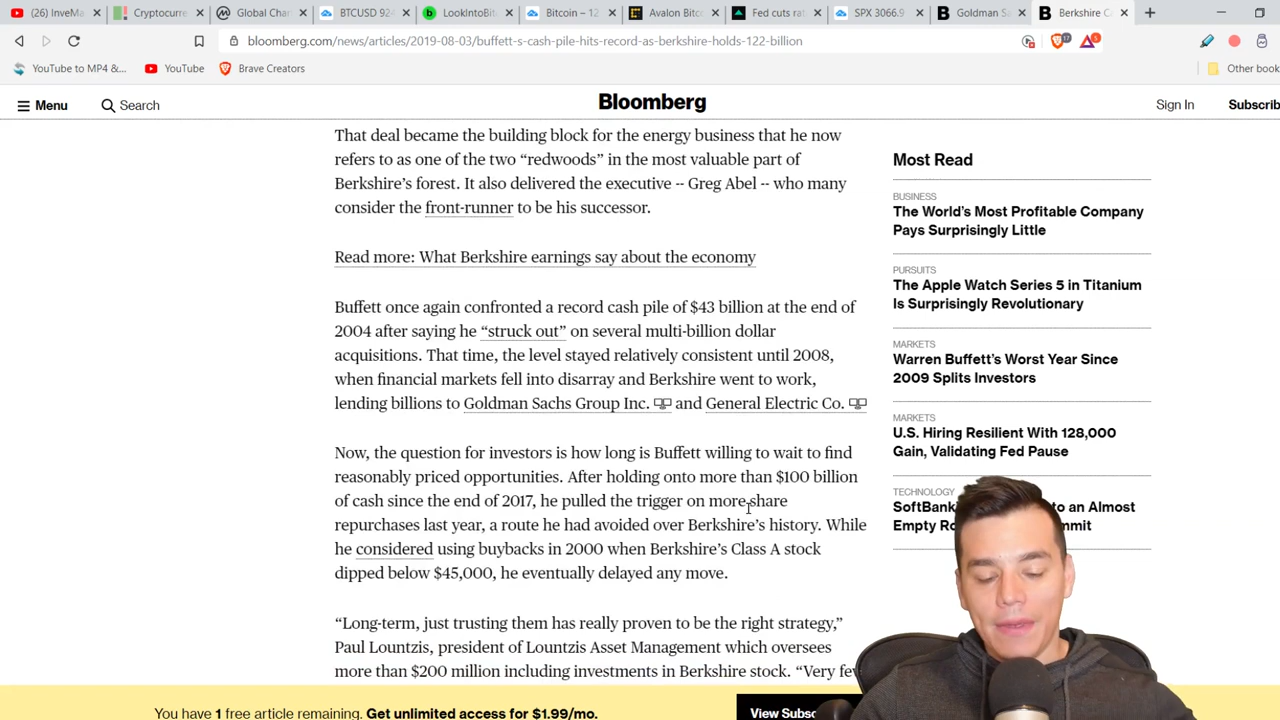 (26) InveMa
Cryptocurre
Global Chan
BTCUSD 924
LookIntoBit
Bitcoin – 12
Avalon Bitc
Fed cuts rat
SPX 3066.9
Goldman Sa
Berkshire C
bloomberg.com/news/articles/2019-08-03/buffett-s-cash-pile-hits-record-as-berkshire-holds-122-billion
17
5
YouTube to MP4 &...
YouTube
Brave Creators
Other book
Menu
Search
Bloomberg
Sign In
Subscrib
That deal became the building block for the energy business that he now
refers to as one of the two “redwoods” in the most valuable part of
Berkshire’s forest. It also delivered the executive -- Greg Abel -- who many
consider the front-runner to be his successor.
Read more: What Berkshire earnings say about the economy
Buffett once again confronted a record cash pile of $43 billion at the end of
2004 after saying he “struck out” on several multi-billion dollar
acquisitions. That time, the level stayed relatively consistent until 2008,
when financial markets fell into disarray and Berkshire went to work,
lending billions to Goldman Sachs Group Inc. and General Electric Co.
Now, the question for investors is how long is Buffett willing to wait to find
reasonably priced opportunities. After holding onto more than $100 billion
of cash since the end of 2017, he pulled the trigger on more share
repurchases last year, a route he had avoided over Berkshire’s history. While
he considered using buybacks in 2000 when Berkshire’s Class A stock
dipped below $45,000, he eventually delayed any move.
“Long-term, just trusting them has really proven to be the right strategy,”
Paul Lountzis, president of Lountzis Asset Management which oversees
more than $200 million including investments in Berkshire stock. “Very few
Most Read
BUSINESS
The World’s Most Profitable Company
Pays Surprisingly Little
PURSUITS
The Apple Watch Series 5 in Titanium
Is Surprisingly Revolutionary
MARKETS
Warren Buffett’s Worst Year Since
2009 Splits Investors
MARKETS
U.S. Hiring Resilient With 128,000
Gain, Validating Fed Pause
TECHNOLOGY
SoftBank to an Almost
Empty Ro mmit
You have 1 free article remaining. Get unlimited access for $1.99/mo.
View Subsc